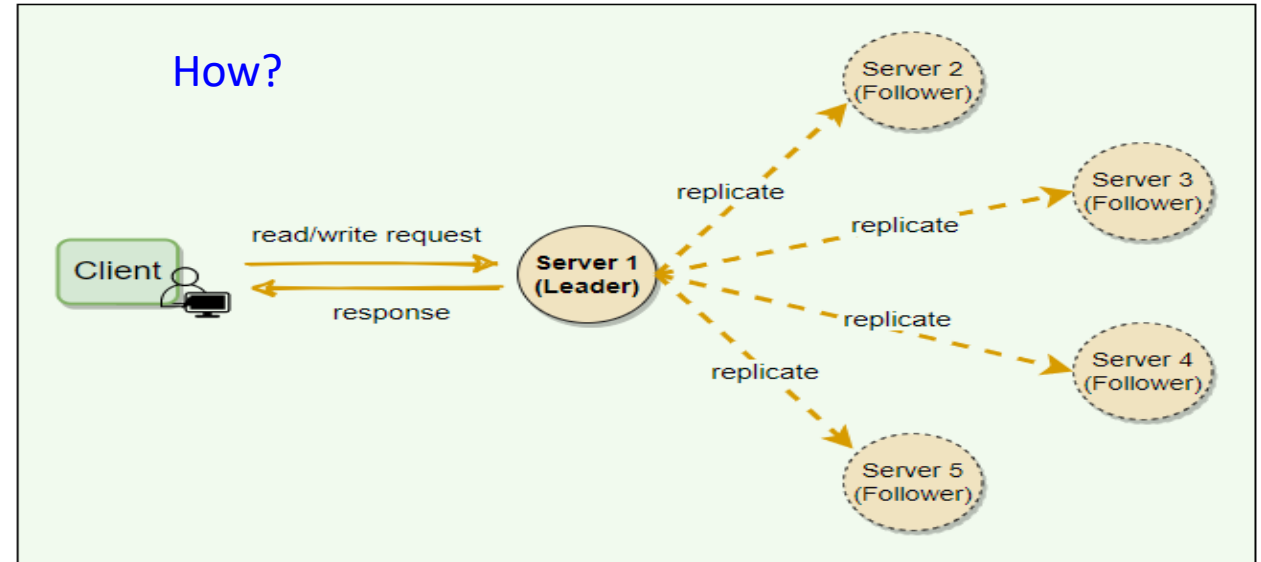 How?
Server 2
(Follower)
Server 3
(Follower)
replicate
replicate
read/write request
Client
Server 1
(Leader)
response
replicate
replicate
Server 4
(Follower)
Server 5
(Follower)